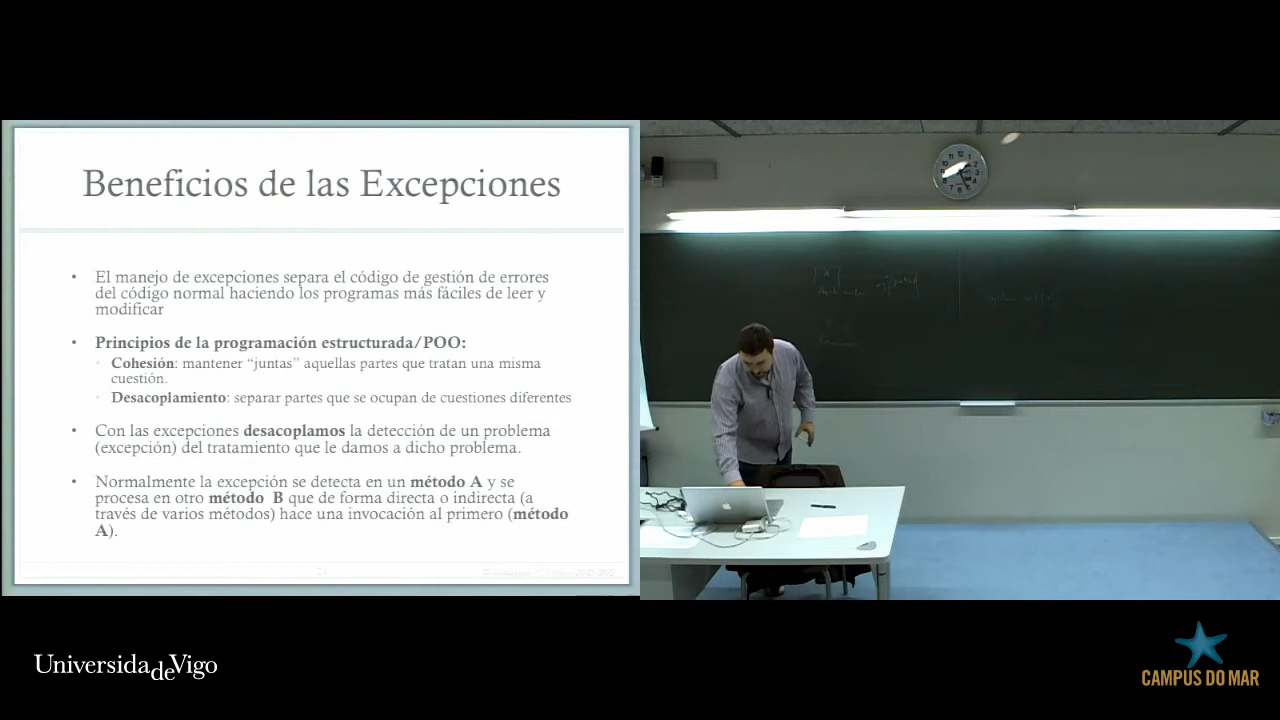 Beneficios de las Excepciones
• El manejo de excepciones separa el código de gestión de errores
del código normal haciendo los programas más fáciles de leer y
modificar
• Principios de la programación estructurada/POO:
Cohesión: mantener “juntas” aquellas partes que tratan una misma
cuestión.
Desacoplamiento: separar partes que se ocupan de cuestiones diferentes
• Con las excepciones desacoplamos la detección de un problema
(excepción) del tratamiento que le damos a dicho problema.
• Normalmente la excepción se detecta en un método A y se
procesa en otro método B que de forma directa o indirecta (a
través de varios métodos) hace una invocación al primero (método
A).
UniversidadeVigo
CAMPUS DO MAR